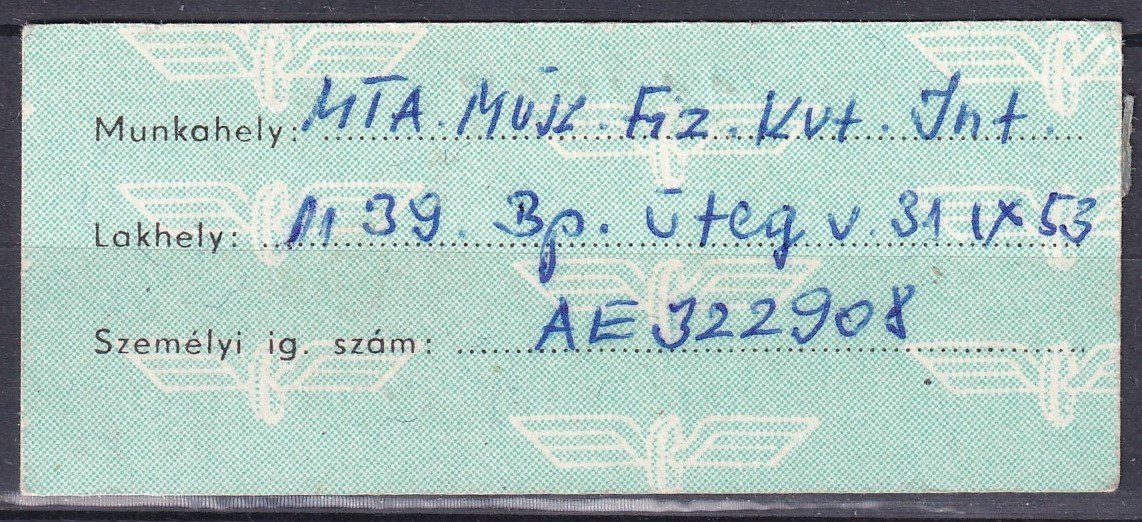 Munkahely: MTA. Műsz. Fiz. Kut. Int.
Lakhely: 1139. Bp. Üteg u 31 IX 53
Személyi ig. szám: AE 322908